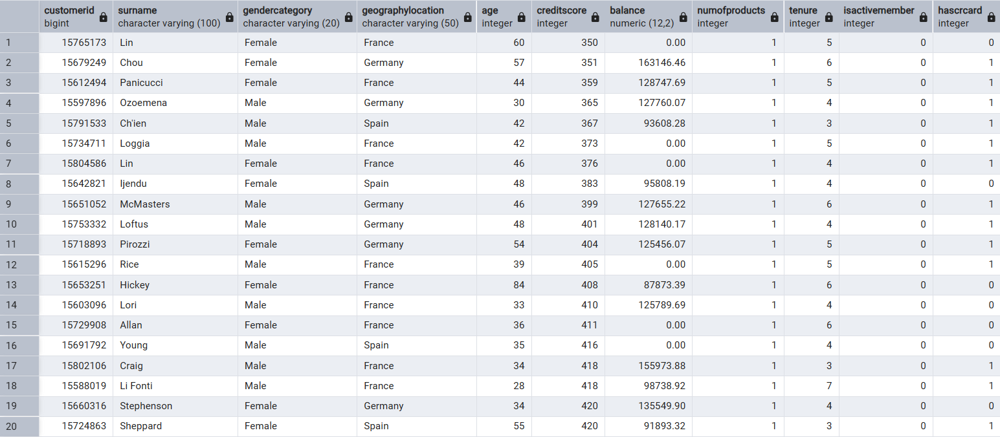 customerid surname gendercategory geographylocation age creditscore balance numofproducts tenure isactivemember hascrcard
bigint character varying (100) character varying (20) character varying (50) integer integer numeric (12,2) integer integer integer integer
1 15765173 Lin Female France 60 350 0.00 1 5 0 0
2 15679249 Chou Female Germany 57 351 163146.46 1 6 0 1
3 15612494 Panicucci Female France 44 359 128747.69 1 5 0 1
4 15597896 Ozoemena Male Germany 30 365 127760.07 1 4 0 1
5 15791533 Ch'ien Male Spain 42 367 93608.28 1 3 0 1
6 15734711 Loggia Male France 42 373 0.00 1 5 0 1
7 15804586 Lin Female France 46 376 0.00 1 4 0 1
8 15642821 Ijendu Female Spain 48 383 95808.19 1 4 0 0
9 15651052 McMasters Male Germany 46 399 127655.22 1 6 0 1
10 15753332 Loftus Male Germany 48 401 128140.17 1 4 0 1
11 15718893 Pirozzi Female Germany 54 404 125456.07 1 5 0 1
12 15615296 Rice Male France 39 405 0.00 1 5 0 1
13 15653251 Hickey Female France 84 408 87873.39 1 6 0 0
14 15603096 Lori Male France 33 410 125789.69 1 4 0 0
15 15729908 Allan Female France 36 411 0.00 1 6 0 0
16 15691792 Young Male Spain 35 416 0.00 1 4 0 0
17 15802106 Craig Male France 34 418 155973.88 1 3 0 1
18 15588019 Li Fonti Male France 28 418 98738.92 1 7 0 1
19 15660316 Stephenson Female Germany 34 420 135549.90 1 4 0 0
20 15724863 Sheppard Female Spain 55 420 91893.32 1 3 0 1